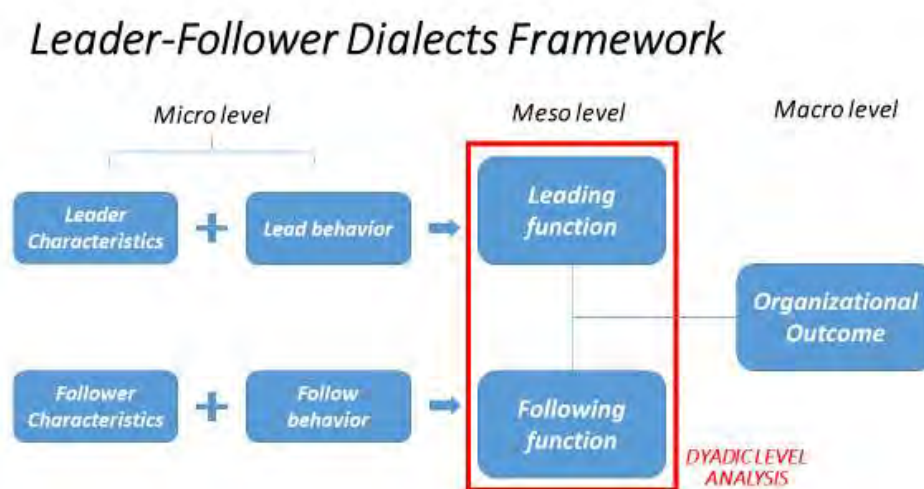 Leader-Follower Dialects Framework
Micro level
Meso level
Macro level
Leader
Characteristics
Lead behavior
Leading
function
Organizational
Outcome
Follower
Characteristics
Follow
behavior
Following
function
DYADIC LEVEL
ANALYSIS